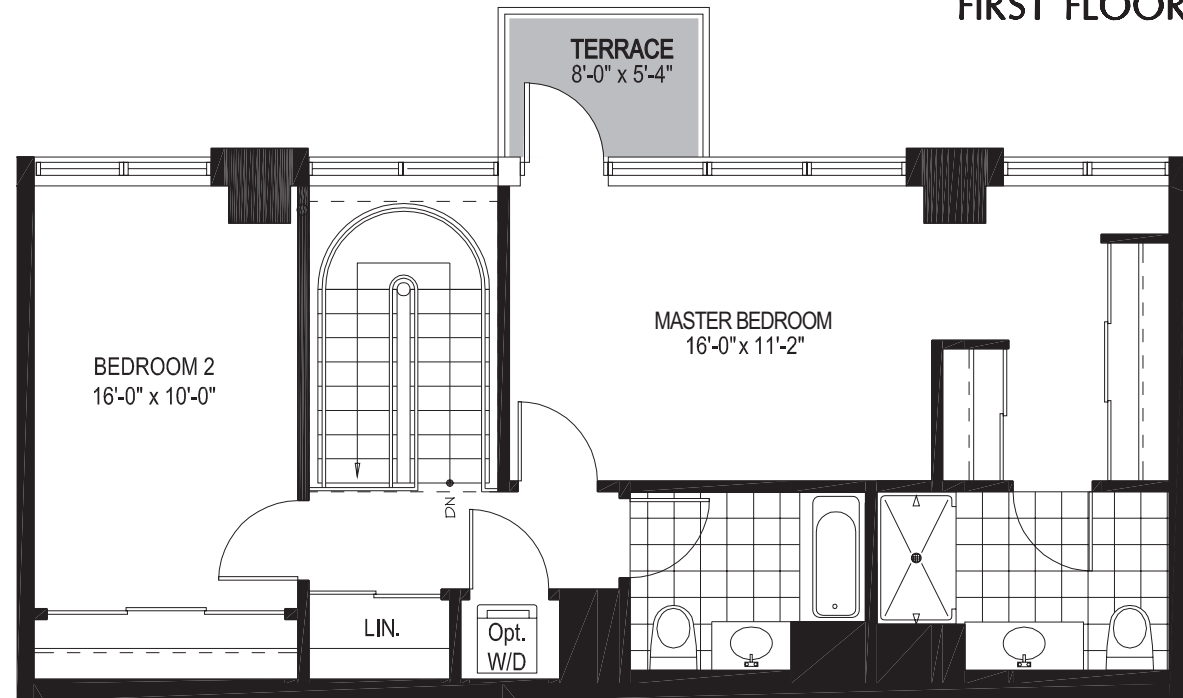 FIRST FLOOR
TERRACE
8'-0" x 5'-4"
MASTER BEDROOM
16'-0" x 11'-2"
BEDROOM 2
16'-0" x 10'-0"
DN
LIN.
Opt.
W/D